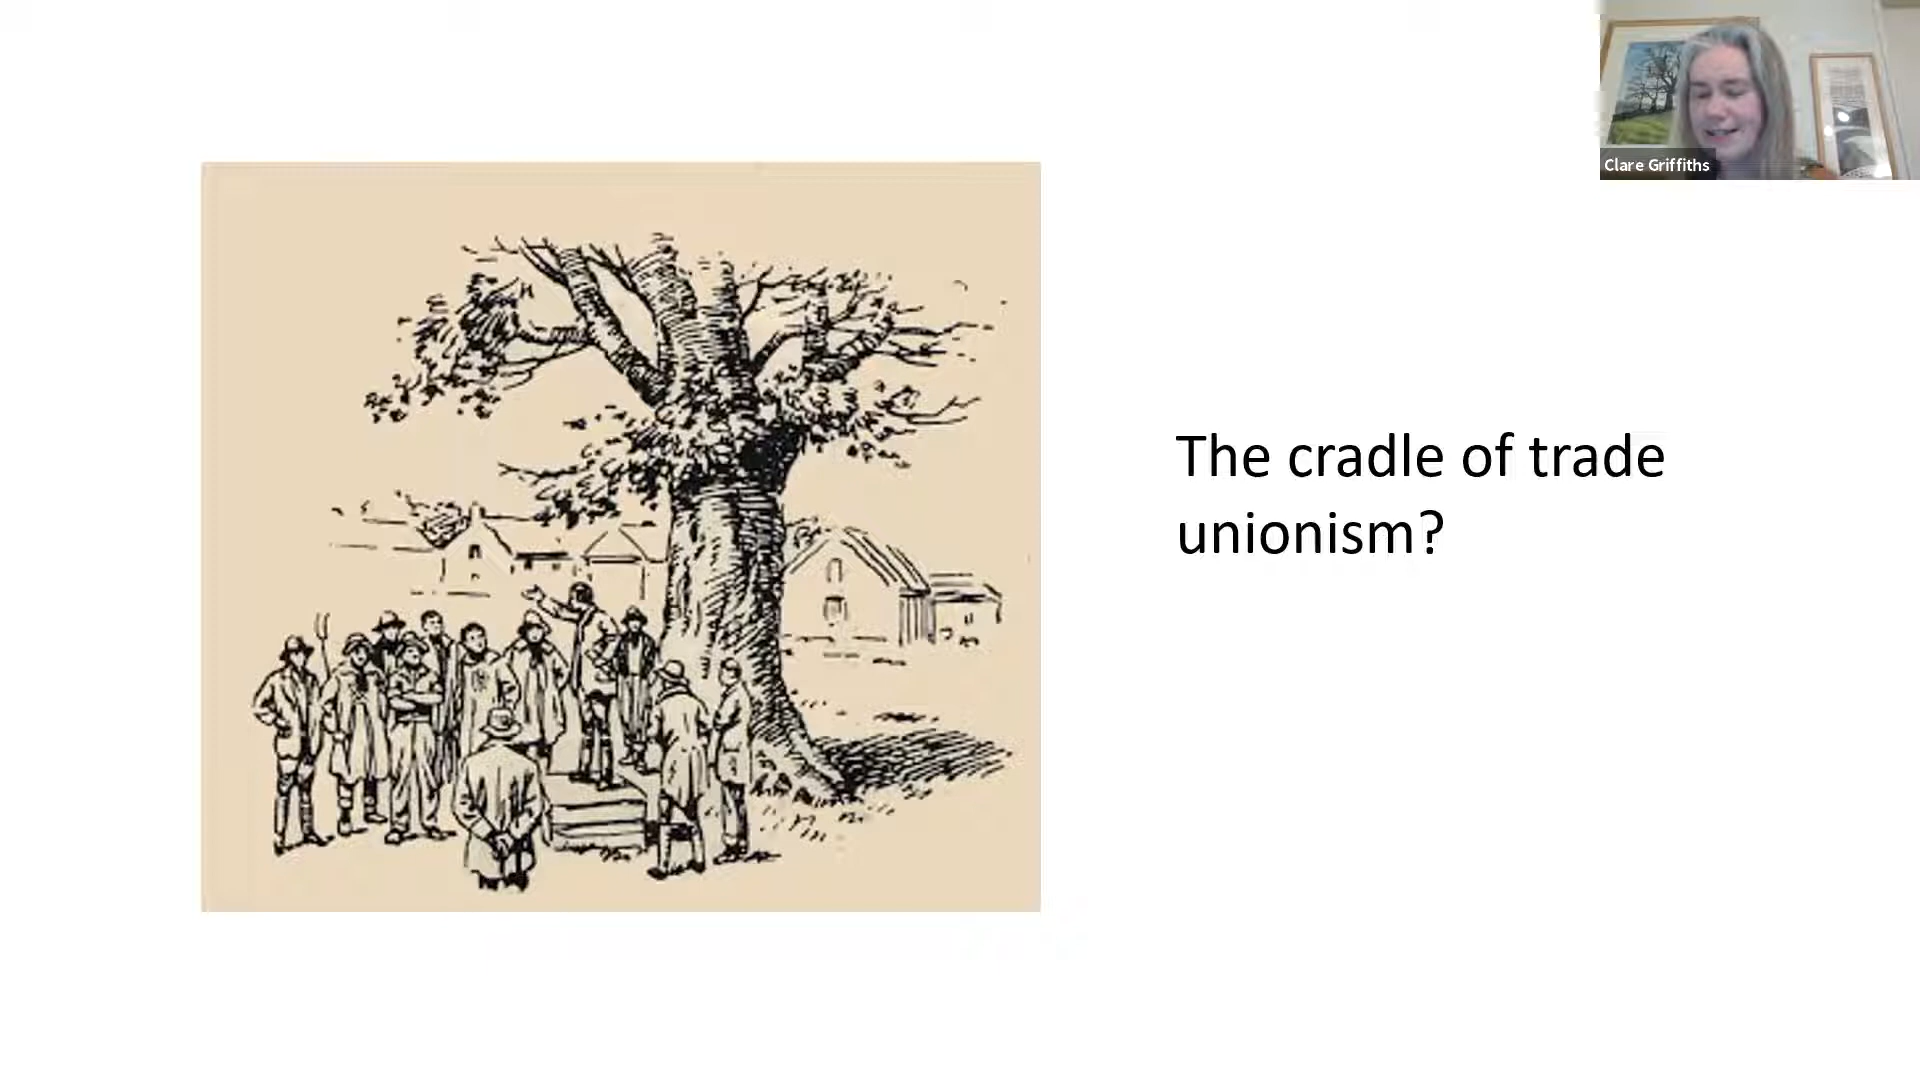 The cradle of trade
unionism?
Clare Griffiths